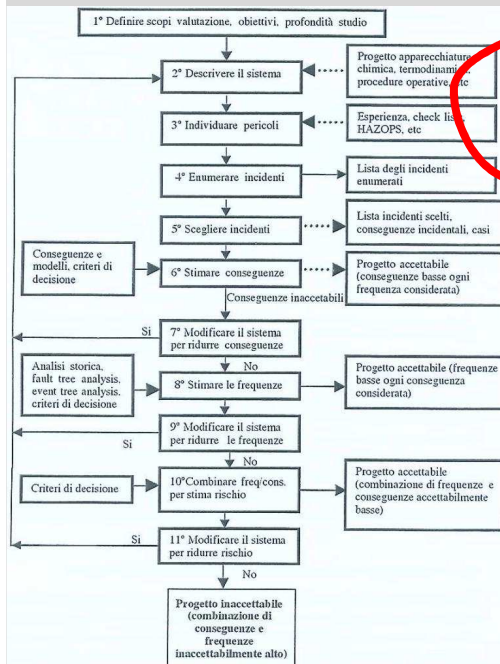 1° Definire scopi valutazione, obiettivi, profondità studio
2° Descrivere il sistema
Progetto apparecchiature
chimica, termodinamica,
procedure operative, etc
3° Individuare pericoli
Esperienza, check list,
HAZOPS, etc
4° Enumerare incidenti
Lista degli incidenti
enumerati
5° Scegliere incidenti
Lista incidenti scelti,
conseguenze incidentali, casi
Conseguenze e
modelli, criteri di
decisione
6° Stimare conseguenze
Progetto accettabile
(conseguenze basse ogni
frequenza considerata)
Conseguenze inaccetabili
7° Modificare il sistema
per ridurre conseguenze
Si
No
Analisi storica,
fault tree analysis,
event tree analysis.
criteri di decisione
8° Stimare le frequenze
Progetto accettabile (frequenze
basse ogni conseguenza
considerata)
9° Modificare il sistema
per ridurre le frequenze
Si
No
Criteri di decisione
10°Combinare freq/cons.
per stima rischio
Progetto accettabile
(combinazione di frequenze e
conseguenze accettabilmente
basse)
11° Modificare il sistema
per ridurre rischio
Si
No
Progetto inaccettabile
(combinazione di
conseguenze e
frequenze
inaccettabilmente alto)